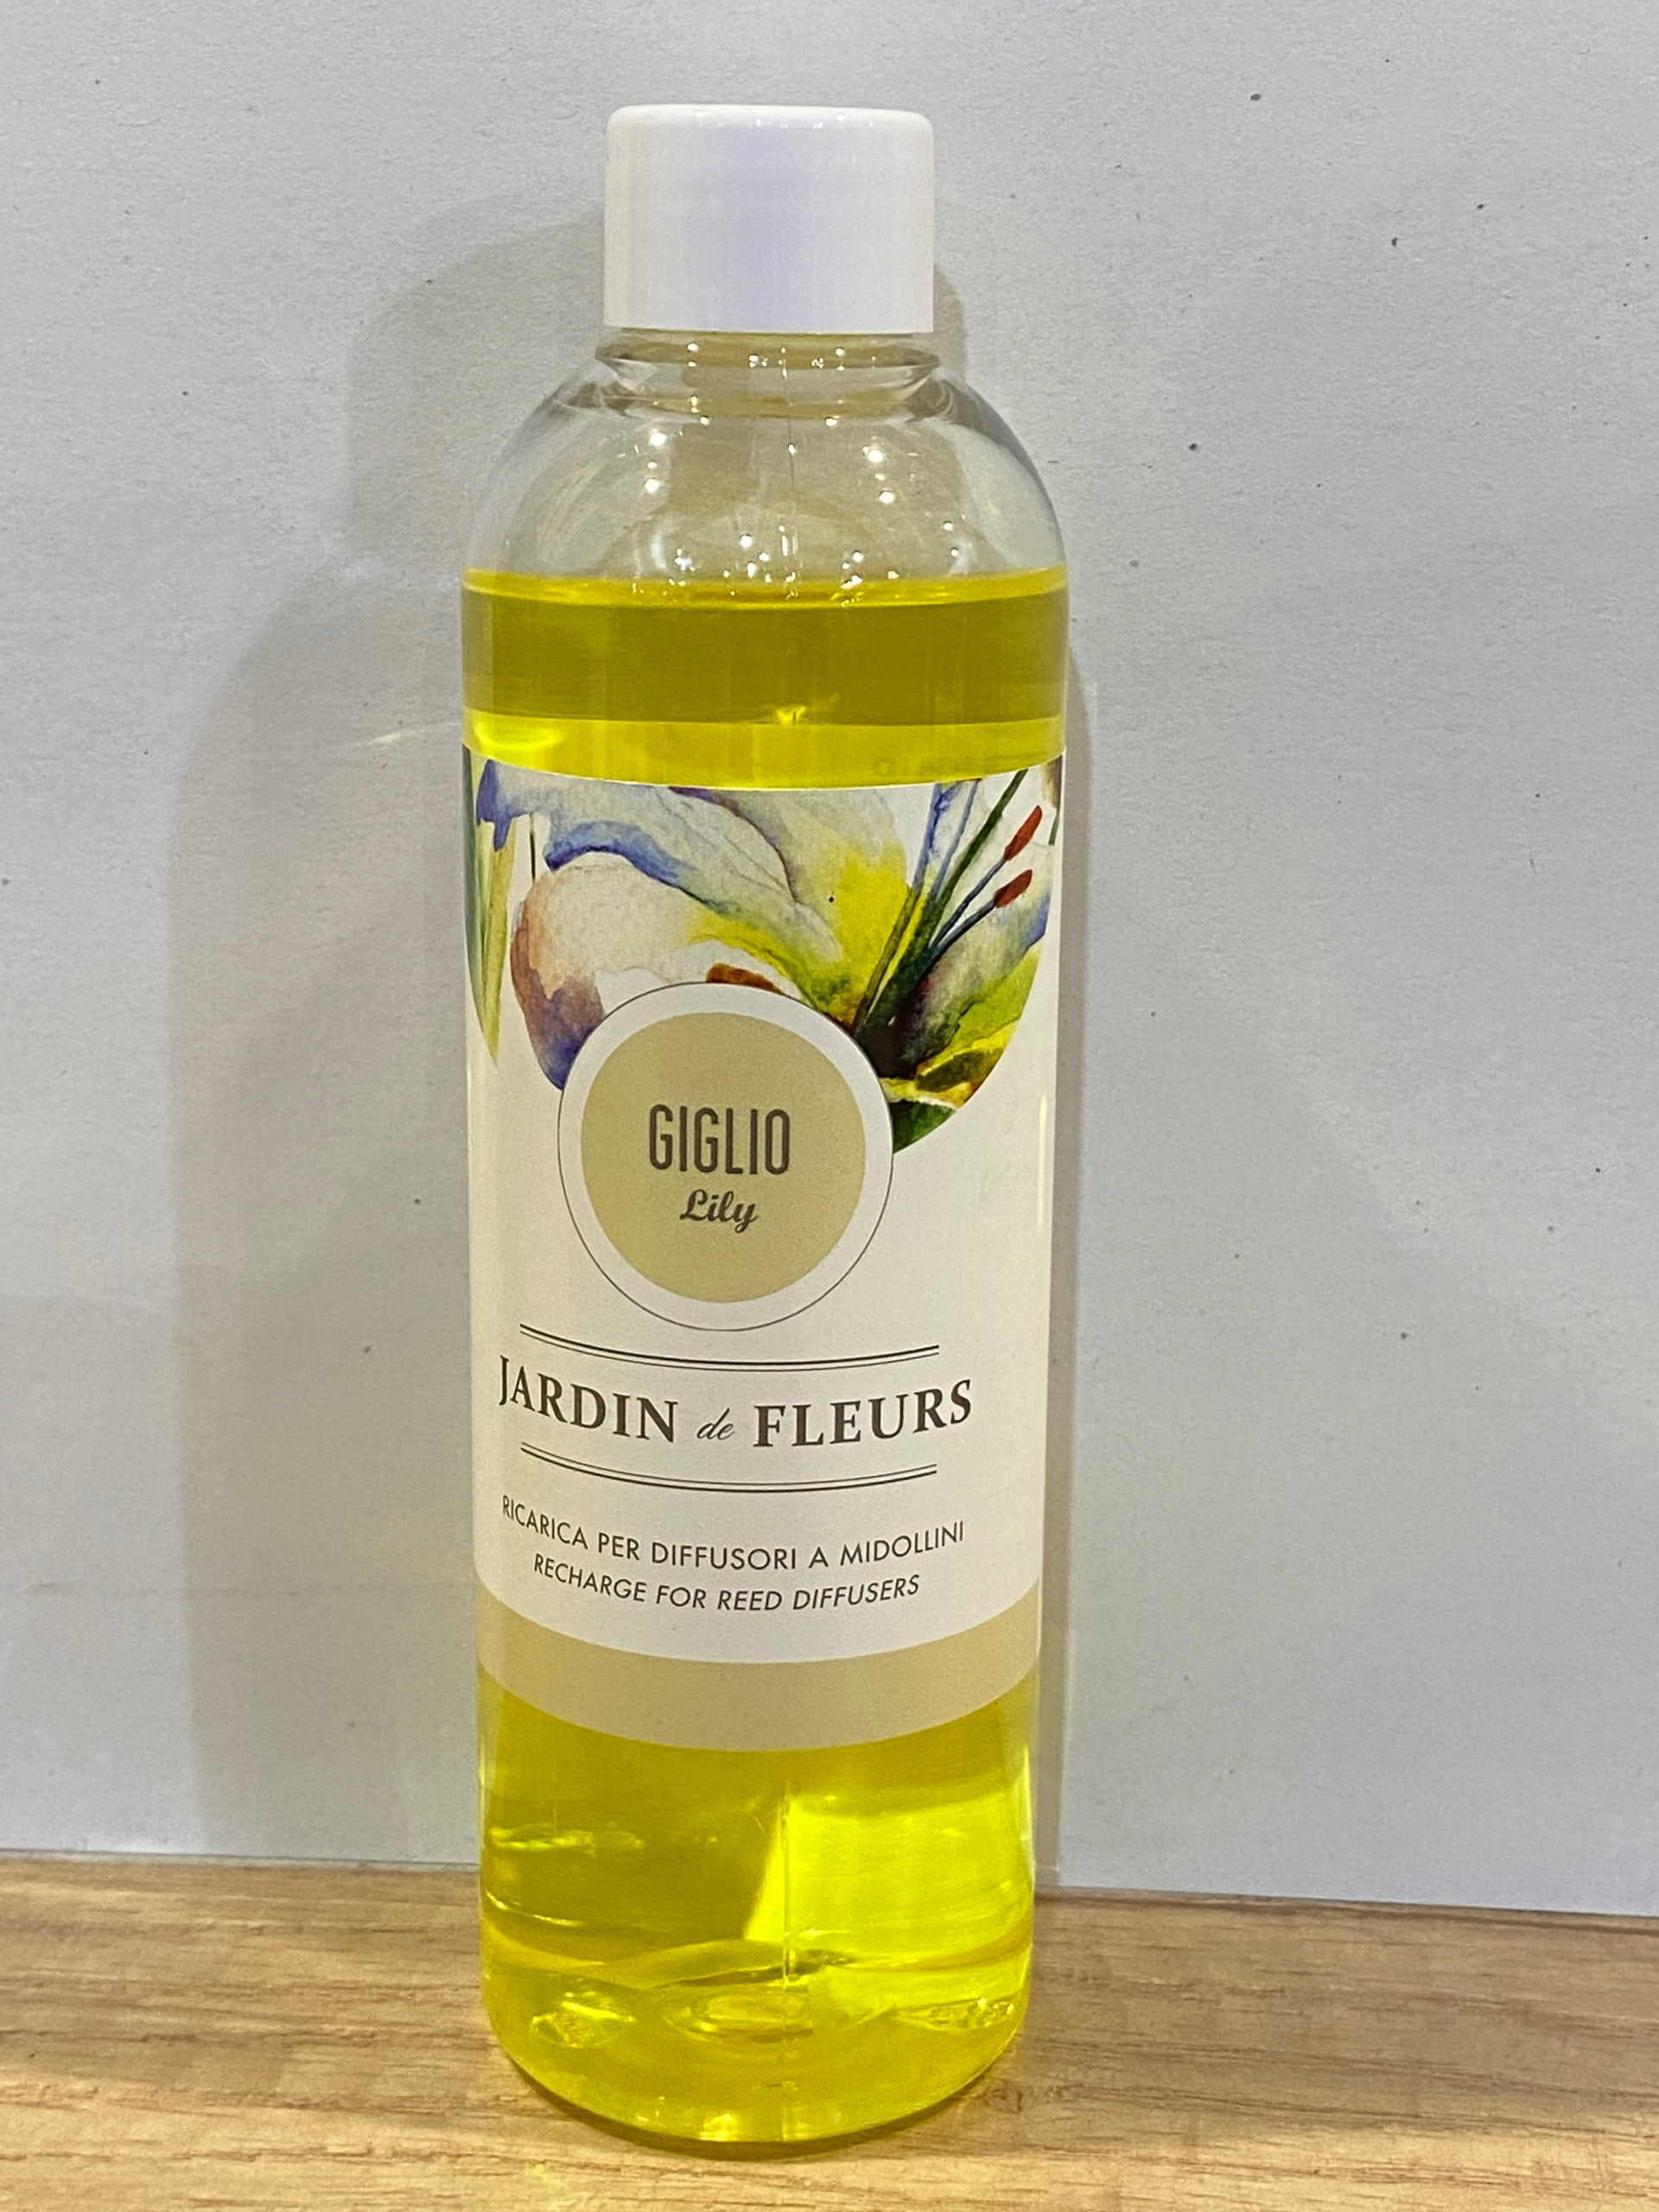 GIGLIO
Lily
JARDIN de FLEURS
RICARICA PER DIFFUSORI A MIDOLLINI
RECHARGE FOR REED DIFFUSERS